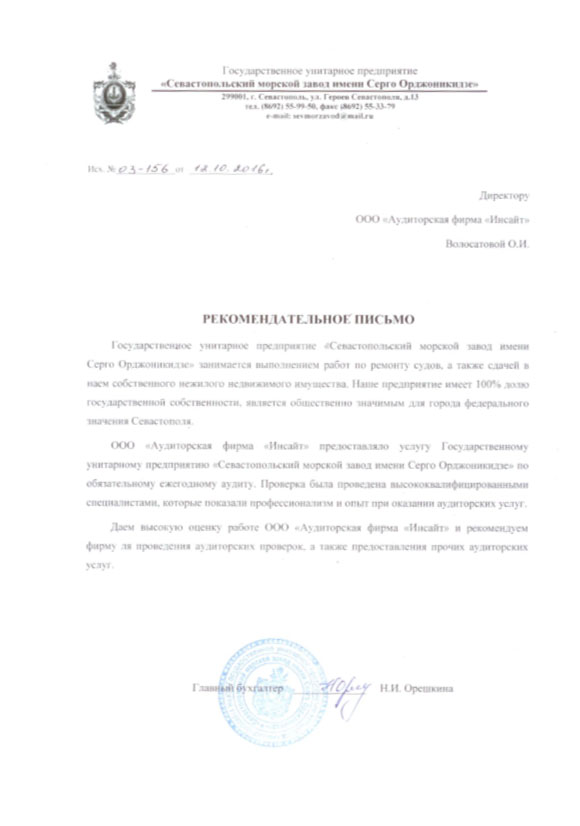 Государственное унитарное предприятие
«Севастопольский морской завод имени Серго Орджоникидзе»
299001, г. Севастополь, ул. Героев Севастополя, д.13
тел. (8692) 55-99-50, факс (8692) 55-33-79
e-mail: sevmorzavod@mail.ru
Исх. № 03-156 от 12.10.2016г.
Директору
ООО «Аудиторская фирма «Инсайт»
Волосатовой О.И.
РЕКОМЕНДАТЕЛЬНОЕ ПИСЬМО
Государственное унитарное предприятие «Севастопольский морской завод имени
Серго Орджоникидзе» занимается выполнением работ по ремонту судов, а также сдачей в
наем собственного нежилого недвижимого имущества. Наше предприятие имеет 100% долю
государственной собственности, является общественно значимым для города федерального
значения Севастополя.
ООО «Аудиторская фирма «Инсайт» предоставляло услугу Государственному
унитарному предприятию «Севастопольский морской завод имени Серго Орджоникидзе» по
обязательному ежегодному аудиту. Проверка была проведена высококвалифицированными
специалистами, которые показали профессионализм и опыт при оказании аудиторских услуг.
Даем высокую оценку работе ООО «Аудиторская фирма «Инсайт» и рекомендуем
фирму ля проведения аудиторских проверок, а также предоставления прочих аудиторских
услуг.
Главный бухгалтер Н.И. Орешкина